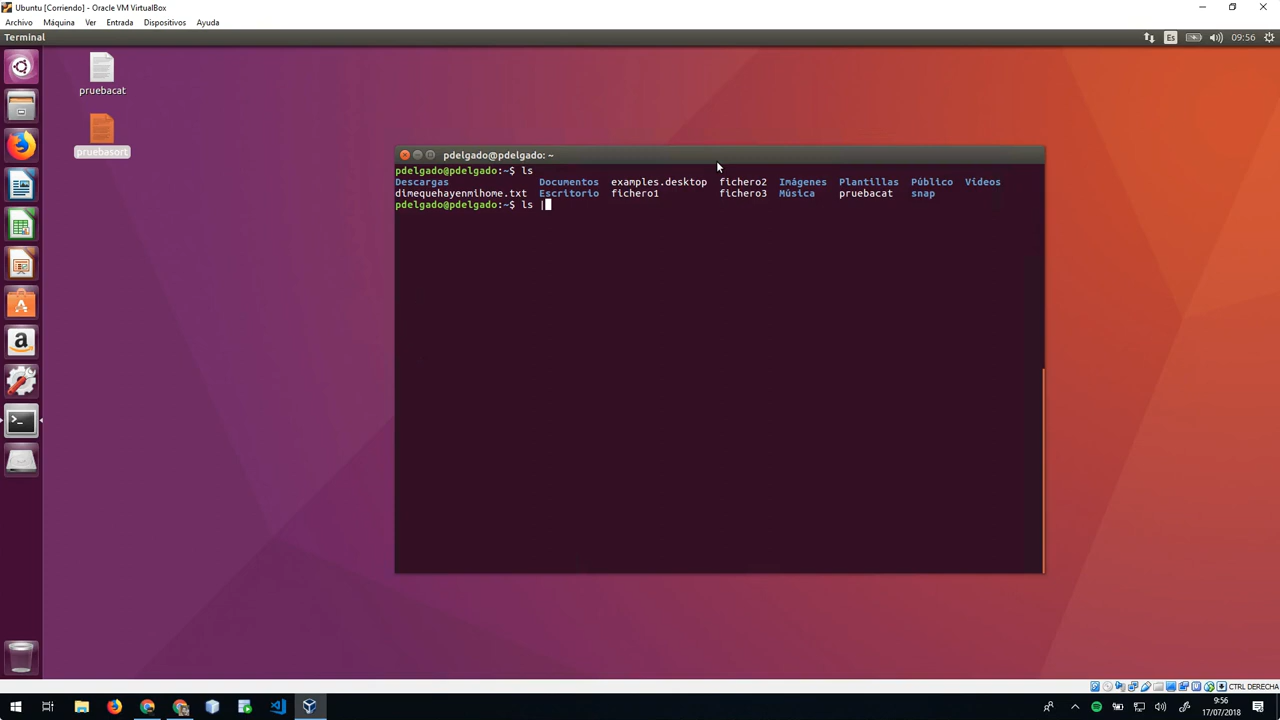 Ubuntu [Corriendo] - Oracle VM VirtualBox
Archivo Máquina Ver Entrada Dispositivos Ayuda
Terminal Es 09:56
pruebacat
pruebasort
pdelgado@pdelgado: ~
pdelgado@pdelgado:~$ ls
Descargas Documentos examples.desktop fichero2 Imágenes Plantillas Público Vídeos
dimequehayenmihome.txt Escritorio fichero1 fichero3 Música pruebacat snap
pdelgado@pdelgado:~$ ls |
CTRL DERECHA
9:56
17/07/2018